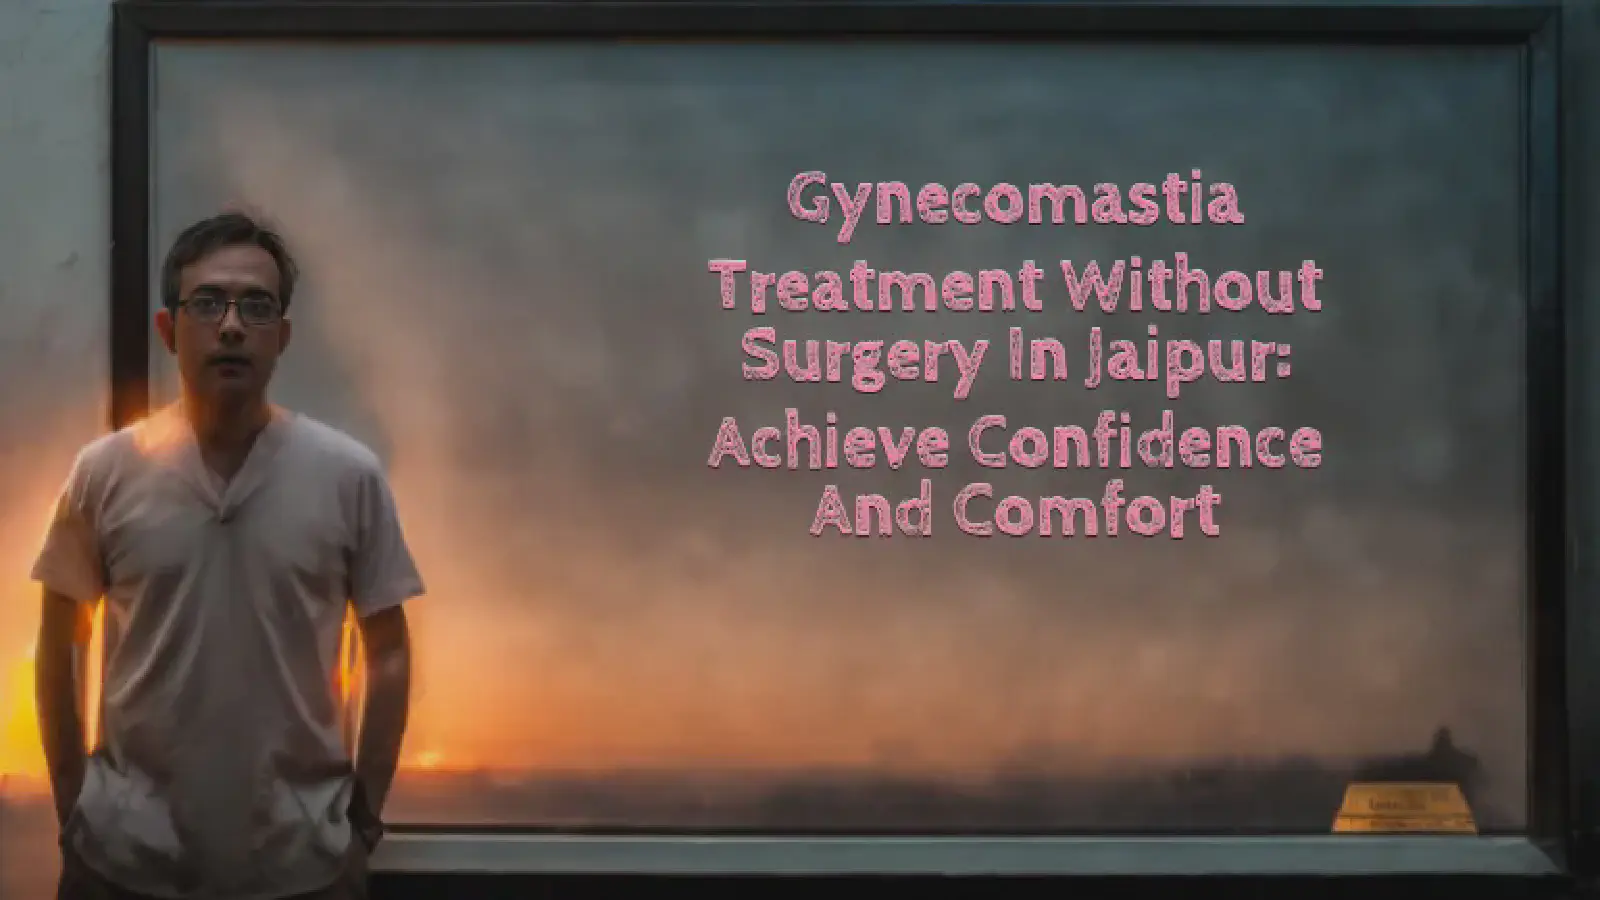 Gynecomastia
Treatment Without
Surgery In Jaipur:
Achieve Confidence
And Comfort